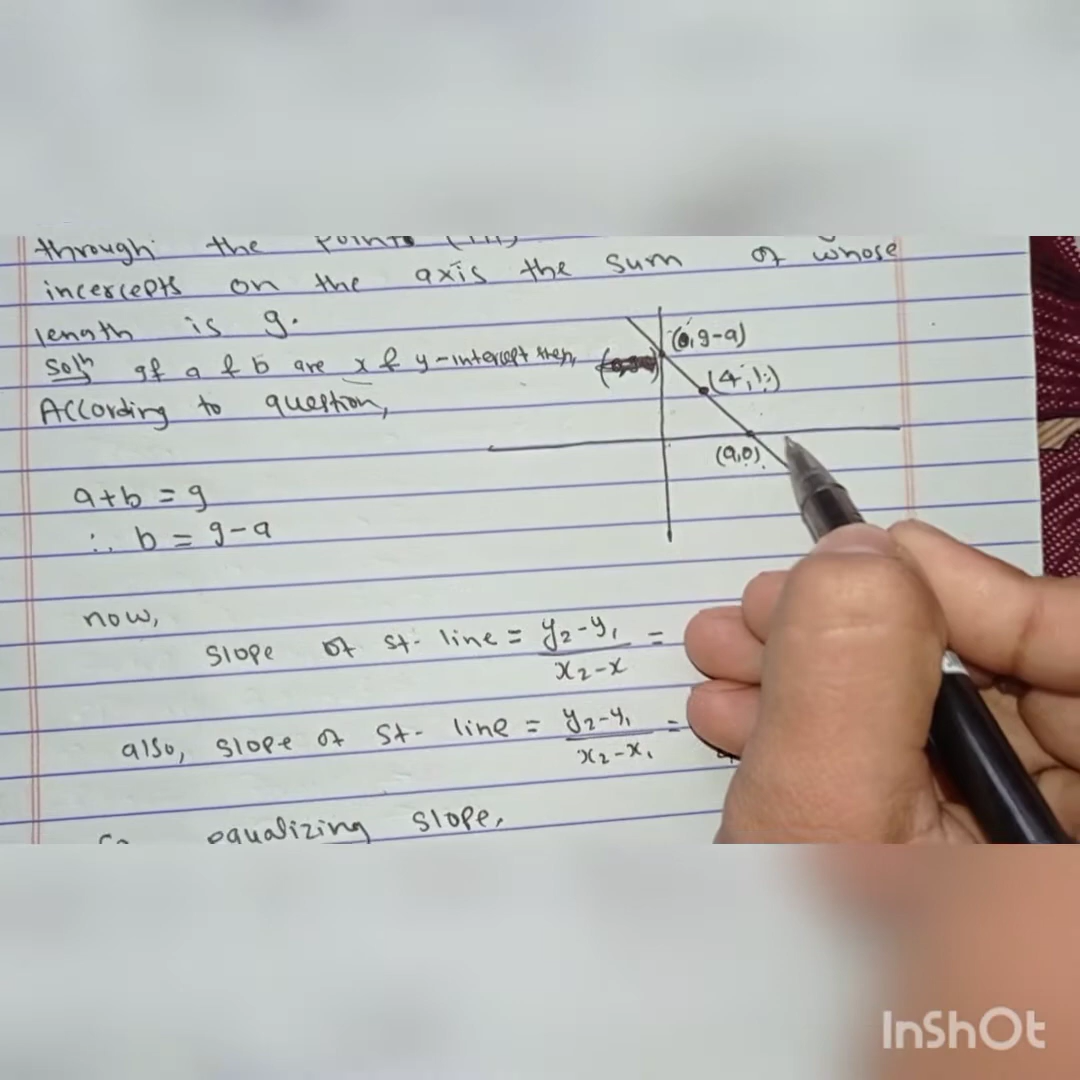 through the point
incercepts on the axis the sum of whose
length is 9.
Soln If a & b are x & y-intercept then,
(0,9-a)
(4,1)
According to question,
(a,0)
a+b = 9
∴ b = 9-a
now,
slope of st- line = y₂-y₁ / x₂-x =
also, slope of st- line = y₂-y₁ / x₂-x₁ =
equalizing slope,
InShOt